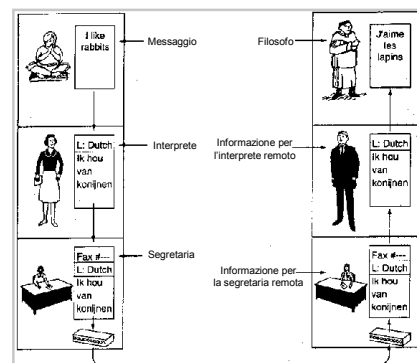 I like
rabbits
Messaggio
Filosofo
J'aime
les
lapins
L: Dutch
Ik hou
van
konijnen
Interprete
Informazione per
l'interprete remoto
L: Dutch
Ik hou
van
konijnen
Fax #---
L: Dutch
Ik hou
van
konijnen
Segretaria
Informazione per
la segretaria remota
Fax #---
L: Dutch
Ik hou
van
konijnen